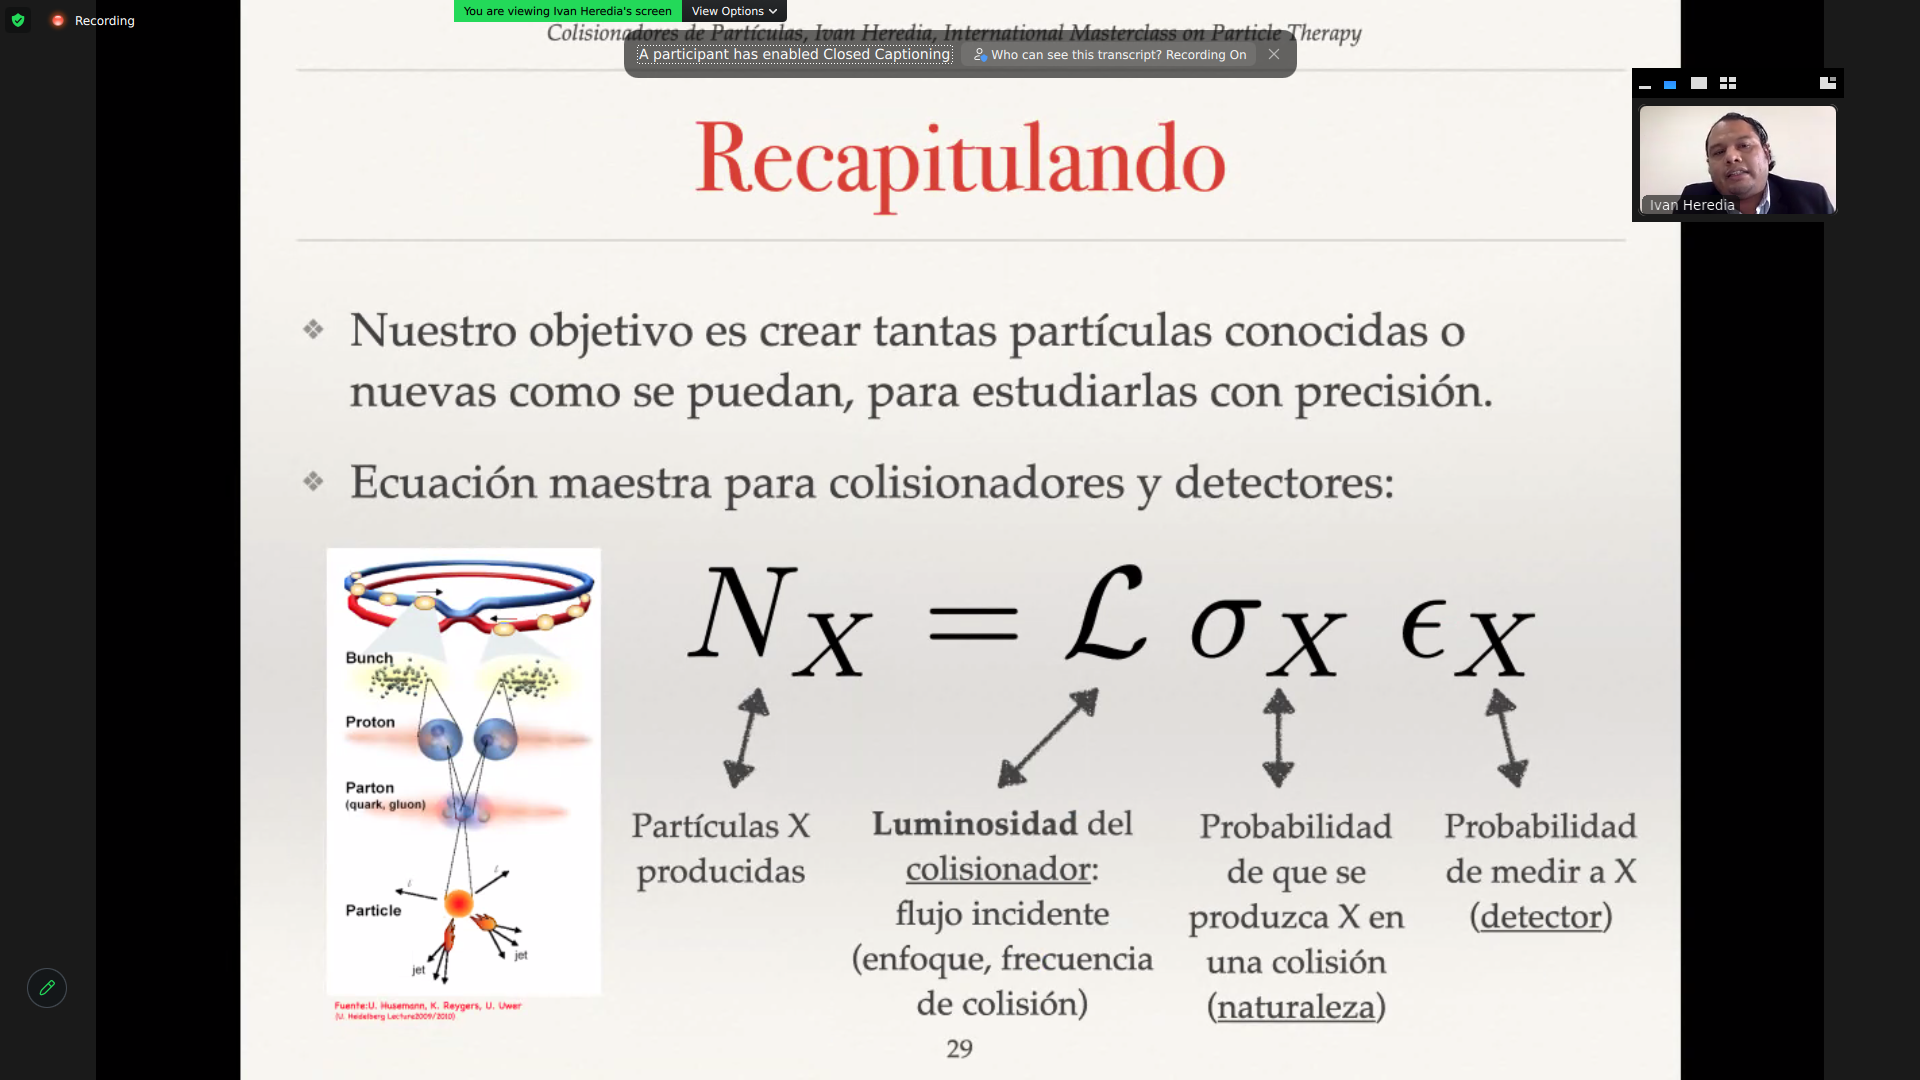 Recording
You are viewing Ivan Heredia's screen
View Options
Colisionadores de Partículas, Ivan Heredia, International Masterclass on Particle Therapy
A participant has enabled Closed Captioning
Who can see this transcript? Recording On
Ivan Heredia
Recapitulando
Nuestro objetivo es crear tantas partículas conocidas o
nuevas como se puedan, para estudiarlas con precisión.
Ecuación maestra para colisionadores y detectores:
N_X = ℒ σ_X ϵ_X
Bunch
Proton
Parton
(quark, gluon)
Particle
jet
jet
Fuente:U. Husemann, K. Reygers, U. Uwer
(U. Heidelberg Lecture2009/2010)
Partículas X
producidas
Luminosidad del
colisionador:
flujo incidente
(enfoque, frecuencia
de colisión)
Probabilidad
de que se
produzca X en
una colisión
(naturaleza)
Probabilidad
de medir a X
(detector)
29